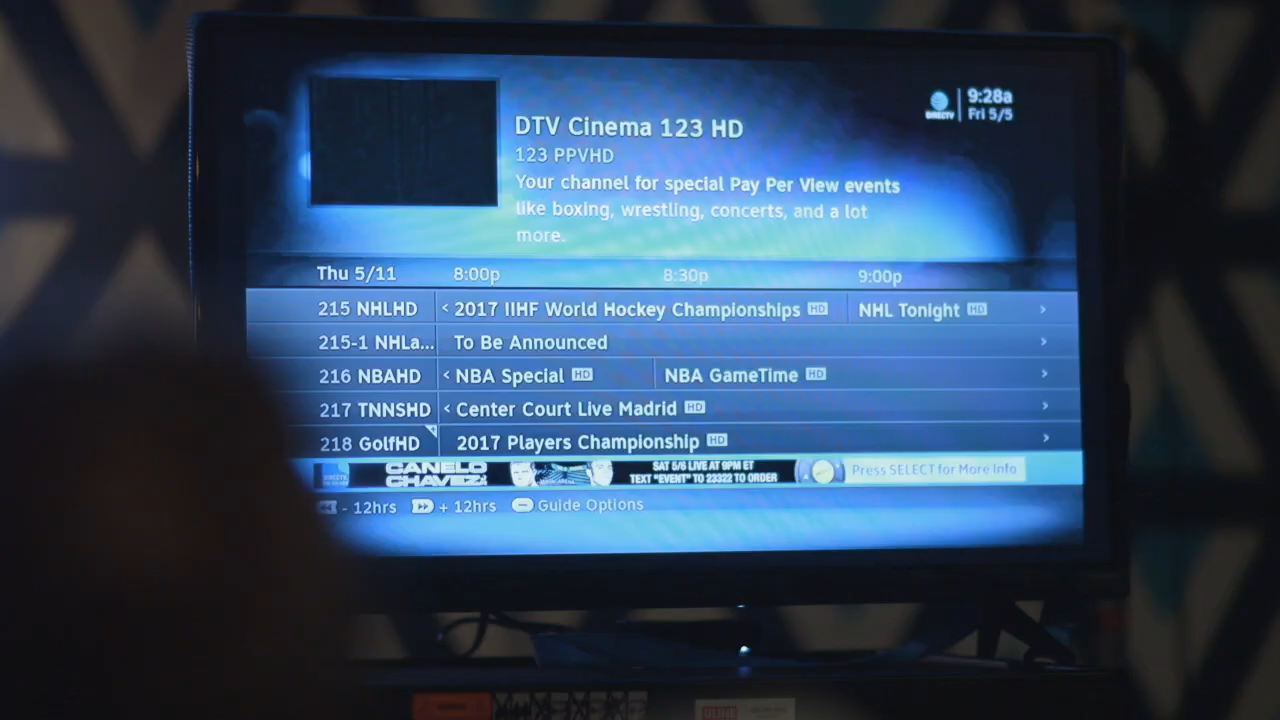 DTV Cinema 123 HD
DIRECTV
9:28a
Fri 5/5
123 PPVHD
Your channel for special Pay Per View events
like boxing, wrestling, concerts, and a lot
more.
Thu 5/11 8:00p 8:30p 9:00p
215 NHLHD < 2017 IIHF World Hockey Championships HD NHL Tonight HD >
215-1 NHLa... To Be Announced >
216 NBAHD < NBA Special HD NBA GameTime HD >
217 TNNSHD < Center Court Live Madrid HD >
218 GolfHD 2017 Players Championship HD >
CANELO
CHAVEZ
SAT 5/6 LIVE AT 9PM ET
TEXT "EVENT" TO 23322 TO ORDER
Press SELECT for More Info
- 12hrs + 12hrs Guide Options